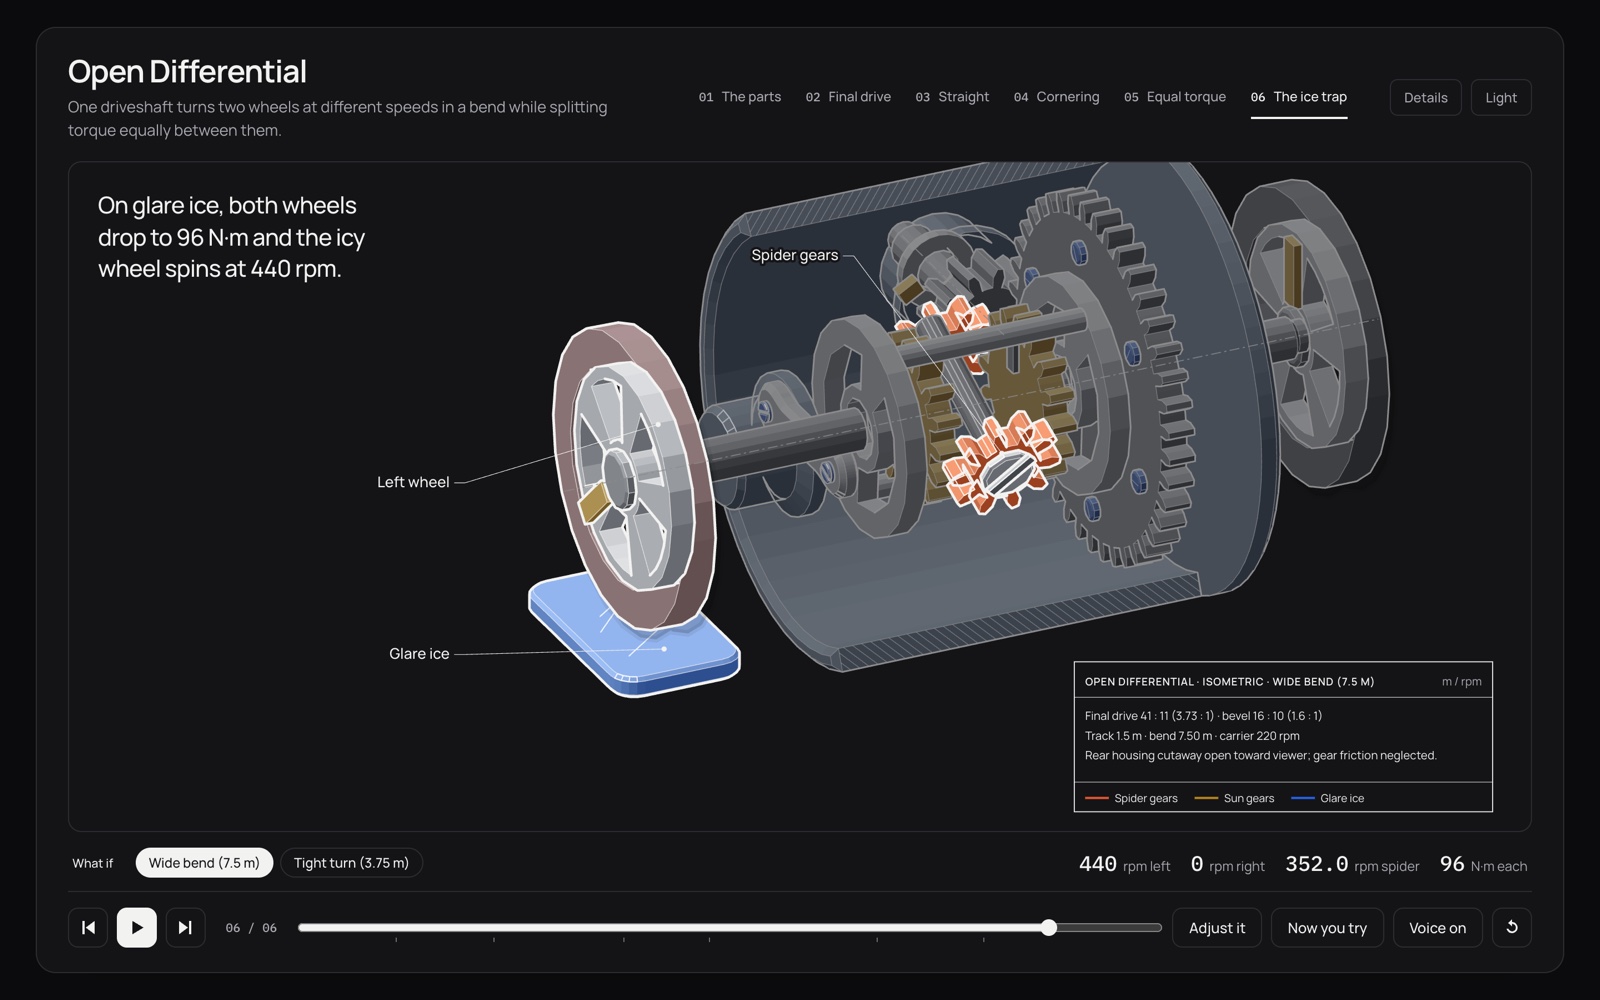 Open Differential
One driveshaft turns two wheels at different speeds in a bend while splitting
torque equally between them.
01 The parts
02 Final drive
03 Straight
04 Cornering
05 Equal torque
06 The ice trap
Details
Light
On glare ice, both wheels
drop to 96 N·m and the icy
wheel spins at 440 rpm.
Spider gears
Left wheel
Glare ice
OPEN DIFFERENTIAL · ISOMETRIC · WIDE BEND (7.5 M)
m / rpm
Final drive 41 : 11 (3.73 : 1) · bevel 16 : 10 (1.6 : 1)
Track 1.5 m · bend 7.50 m · carrier 220 rpm
Rear housing cutaway open toward viewer; gear friction neglected.
Spider gears
Sun gears
Glare ice
What if
Wide bend (7.5 m)
Tight turn (3.75 m)
440 rpm left
0 rpm right
352.0 rpm spider
96 N·m each
06 / 06
Adjust it
Now you try
Voice on